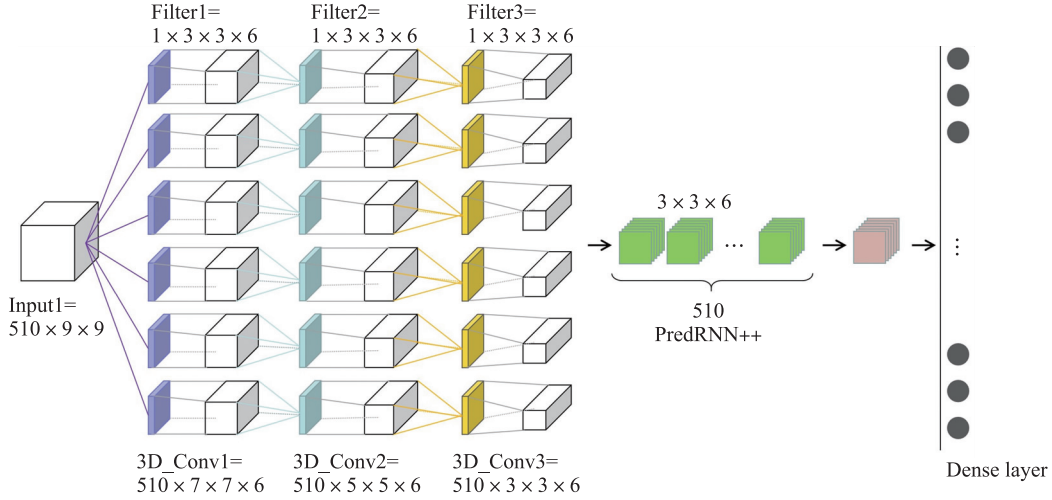 Filter1=
1 × 3 × 3 × 6
Filter2=
1 × 3 × 3 × 6
Filter3=
1 × 3 × 3 × 6
Input1=
510 × 9 × 9
3D_Conv1=
510 × 7 × 7 × 6
3D_Conv2=
510 × 5 × 5 × 6
3D_Conv3=
510 × 3 × 3 × 6
3 × 3 × 6
...
510
PredRNN++
⋮
Dense layer